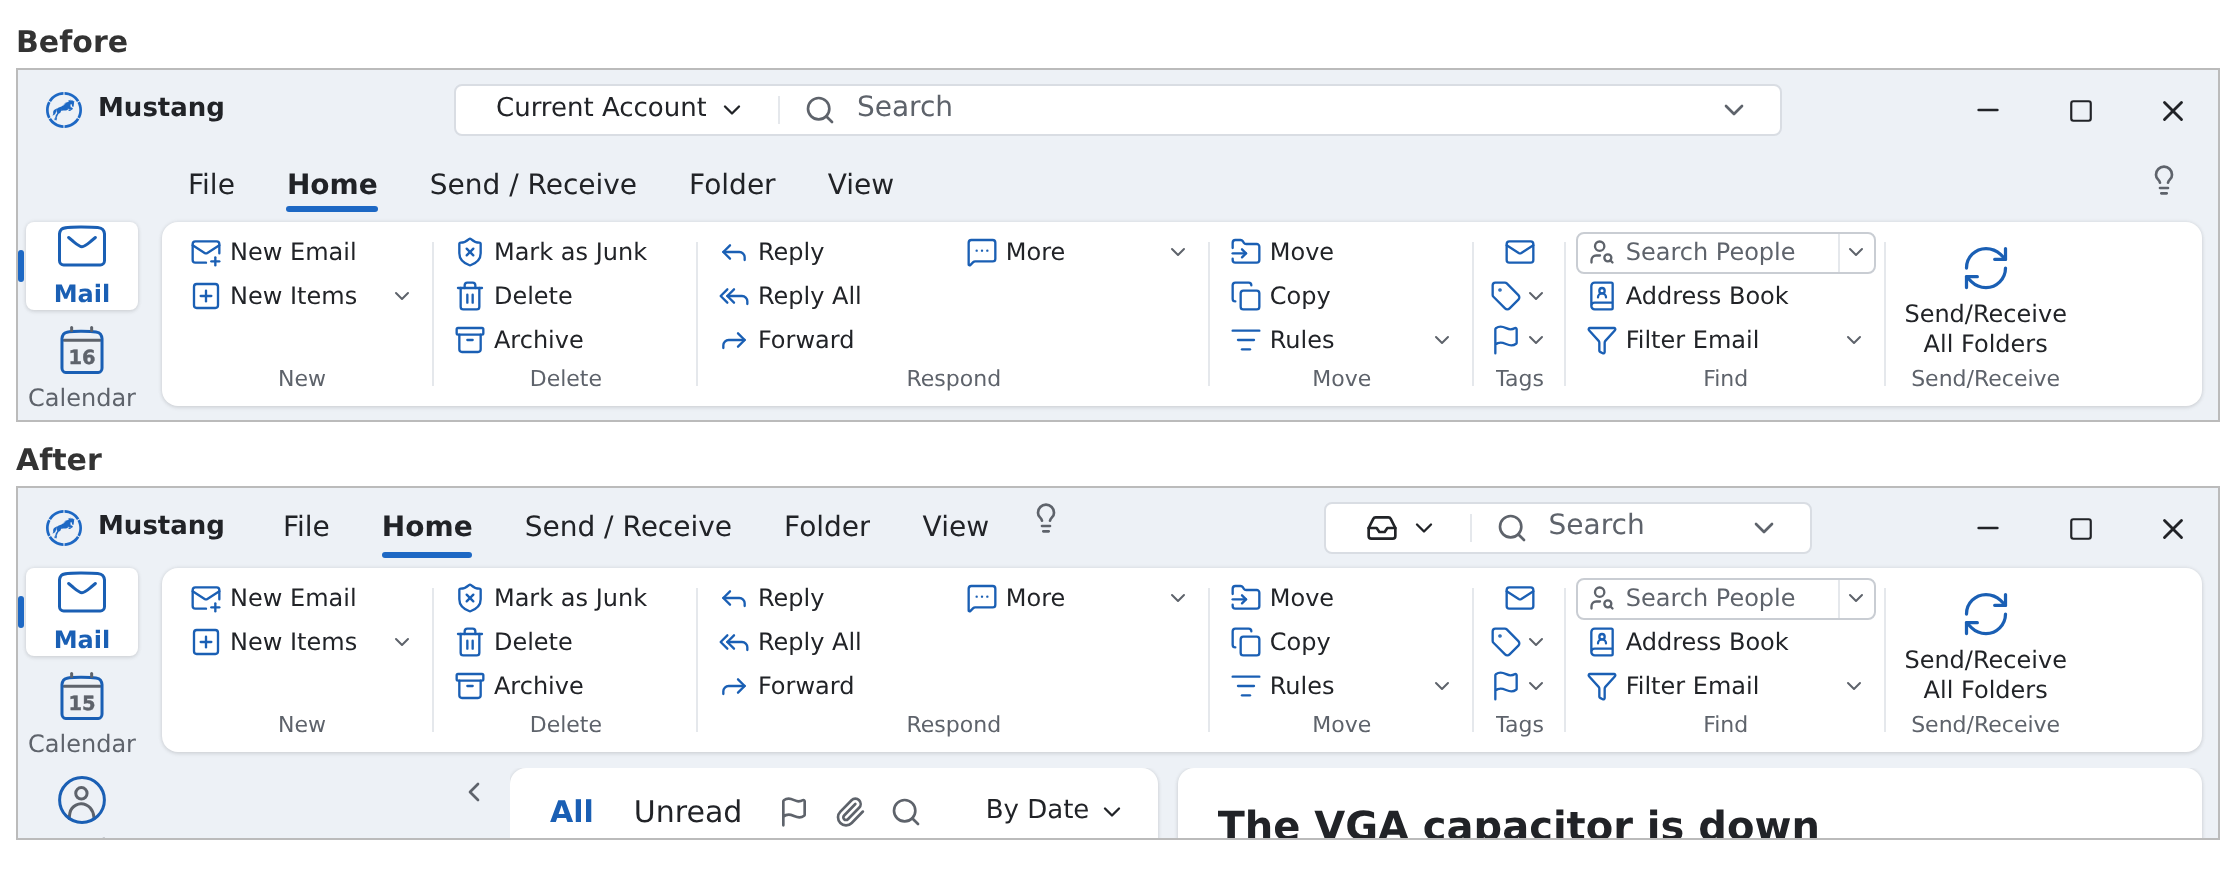 Before
Mustang
Current Account
Search
File Home Send / Receive Folder View
New Email Mark as Junk Reply More Move Search People
Mail New Items Delete Reply All Copy Address Book
Send/Receive
16 Archive Forward Rules Filter Email All Folders
Calendar New Delete Respond Move Tags Find Send/Receive
After
Mustang File Home Send / Receive Folder View Search
New Email Mark as Junk Reply More Move Search People
Mail New Items Delete Reply All Copy Address Book
Send/Receive
15 Archive Forward Rules Filter Email All Folders
Calendar New Delete Respond Move Tags Find Send/Receive
All Unread By Date
The VGA capacitor is down